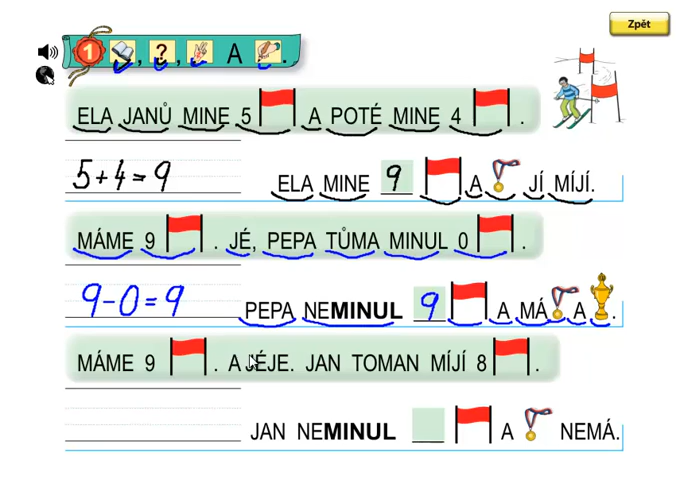 Zpět
1 , ?, A .
ELA JANŮ MINE 5 A POTÉ MINE 4 .
5+4=9
ELA MINE 9 A JÍ MÍJÍ.
MÁME 9 . JÉ, PEPA TŮMA MINUL 0 .
9-0=9
PEPA NEMINUL 9 A MÁ A .
MÁME 9 . A JÉJE. JAN TOMAN MÍJÍ 8 .
JAN NEMINUL __ A NEMÁ.